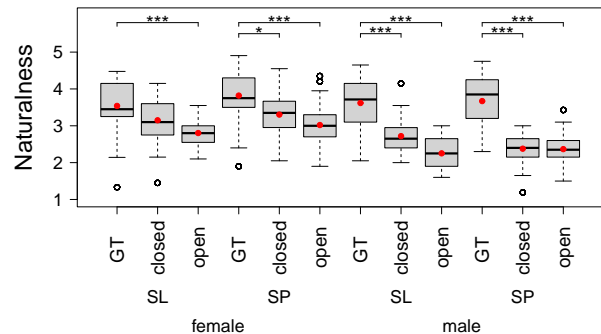 *** *** *** ***
* *** ***
Naturalness
5
4
3
2
1
GT closed open GT closed open GT closed open GT closed open
SL SP SL SP
female male